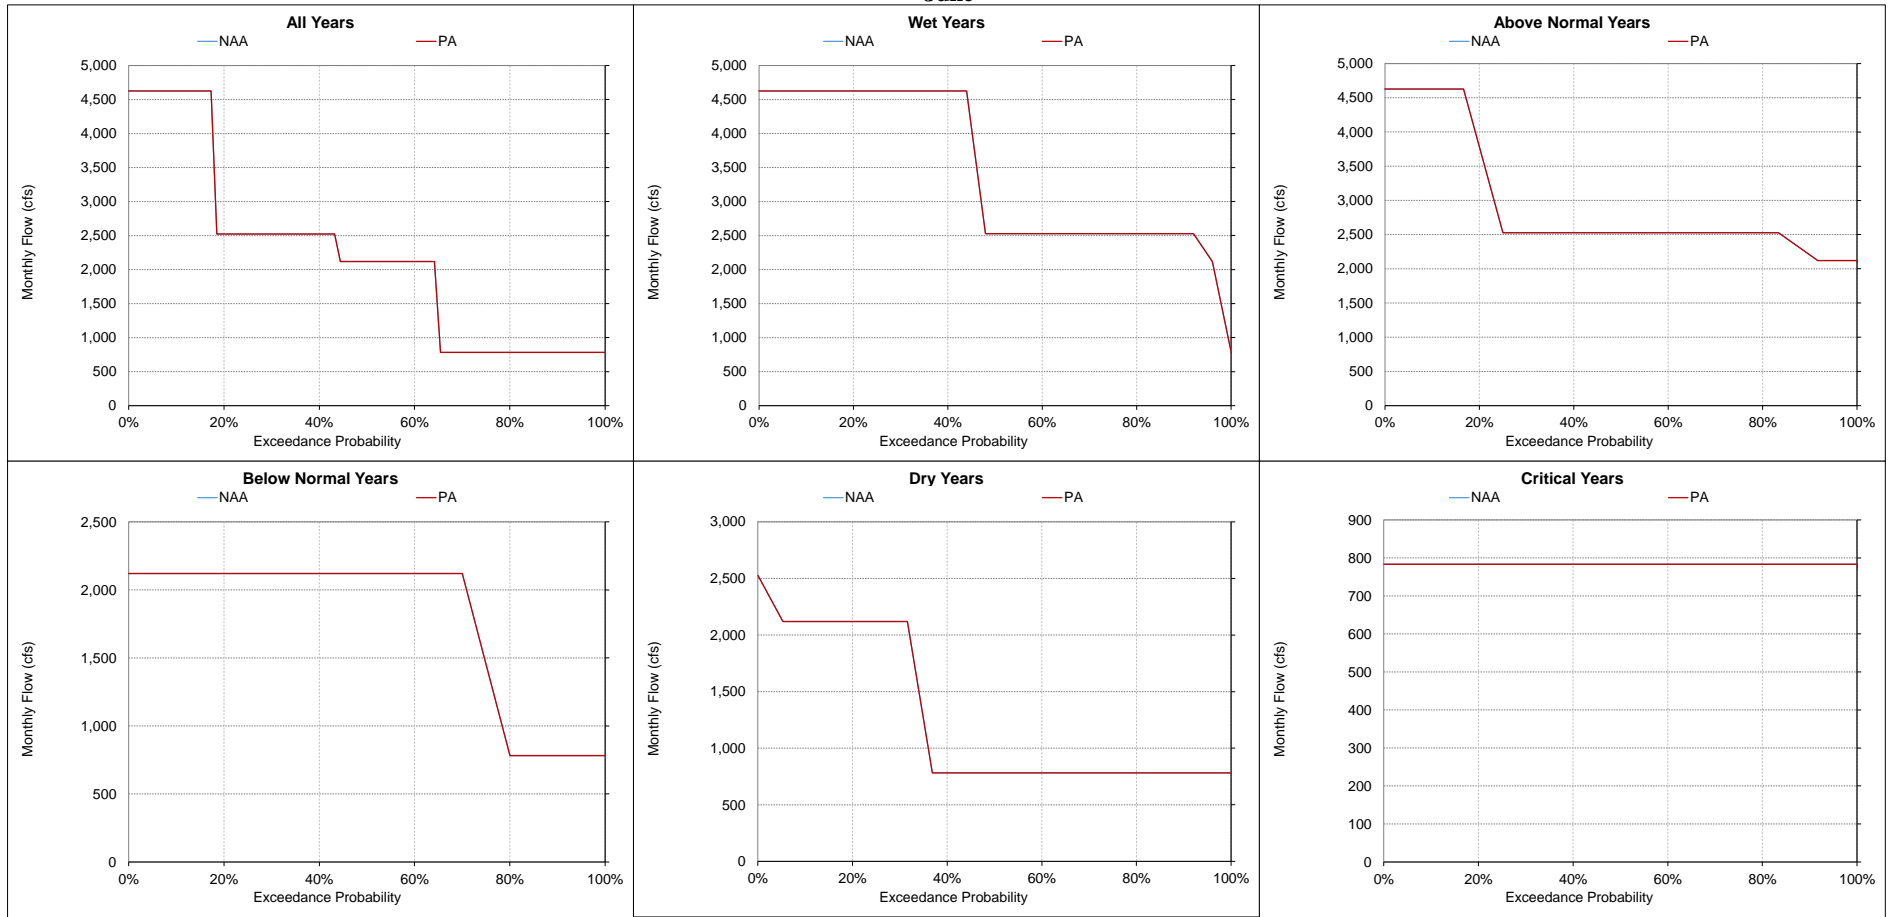 All Years
NAA PA
5,000
4,500
4,000
3,500
3,000
2,500
2,000
1,500
1,000
500
0
Monthly Flow (cfs)
0% 20% 40% 60% 80% 100%
Exceedance Probability
Wet Years
NAA PA
5,000
4,500
4,000
3,500
3,000
2,500
2,000
1,500
1,000
500
0
Monthly Flow (cfs)
0% 20% 40% 60% 80% 100%
Exceedance Probability
Above Normal Years
NAA PA
5,000
4,500
4,000
3,500
3,000
2,500
2,000
1,500
1,000
500
0
Monthly Flow (cfs)
0% 20% 40% 60% 80% 100%
Exceedance Probability
Below Normal Years
NAA PA
2,500
2,000
1,500
1,000
500
0
Monthly Flow (cfs)
0% 20% 40% 60% 80% 100%
Exceedance Probability
Dry Years
NAA PA
3,000
2,500
2,000
1,500
1,000
500
0
Monthly Flow (cfs)
0% 20% 40% 60% 80% 100%
Exceedance Probability
Critical Years
NAA PA
900
800
700
600
500
400
300
200
100
0
Monthly Flow (cfs)
0% 20% 40% 60% 80% 100%
Exceedance Probability